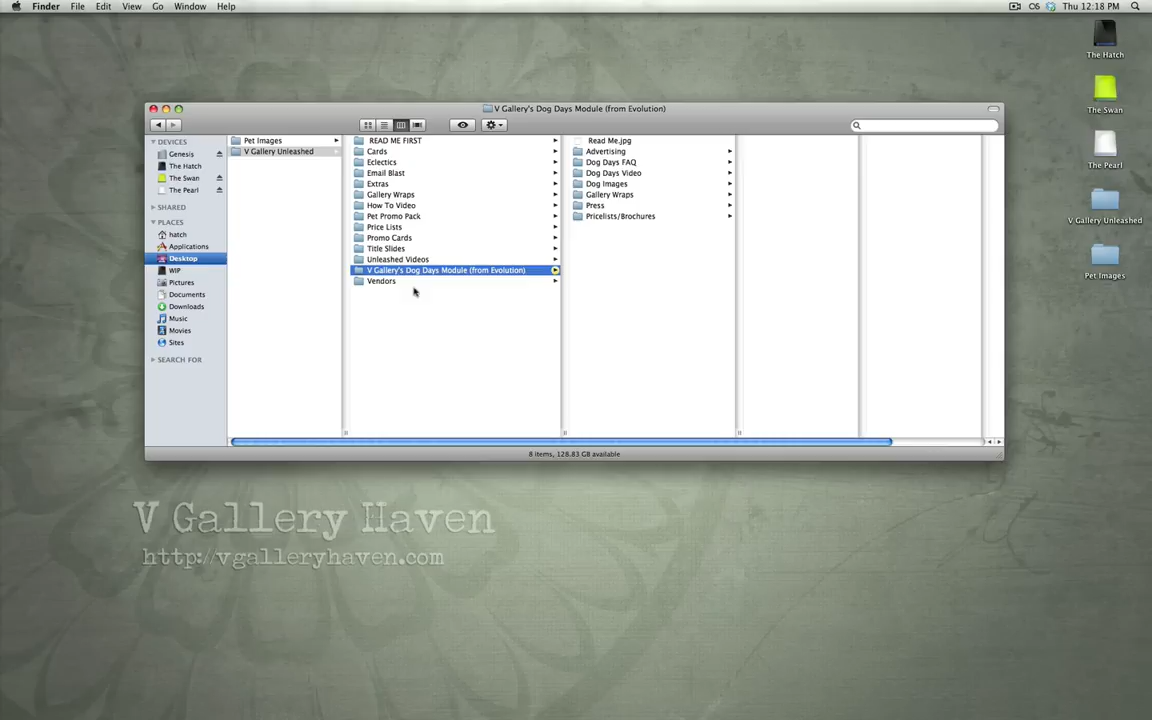 Finder File Edit View Go Window Help
Thu 12:18 PM
The Hatch
The Swan
The Pearl
V Gallery Unleashed
Pet Images
V Gallery's Dog Days Module (from Evolution)
DEVICES
Genesis
The Hatch
The Swan
The Pearl
SHARED
PLACES
hatch
Applications
Desktop
WIP
Pictures
Documents
Downloads
Music
Movies
Sites
SEARCH FOR
Pet Images
V Gallery Unleashed
READ ME FIRST
Cards
Eclectics
Email Blast
Extras
Gallery Wraps
How To Video
Pet Promo Pack
Price Lists
Promo Cards
Title Slides
Unleashed Videos
V Gallery's Dog Days Module (from Evolution)
Vendors
Read Me.jpg
Advertising
Dog Days FAQ
Dog Days Video
Dog Images
Gallery Wraps
Press
Pricelists/Brochures
8 items, 128.83 GB available
V Gallery Haven
http://vgalleryhaven.com